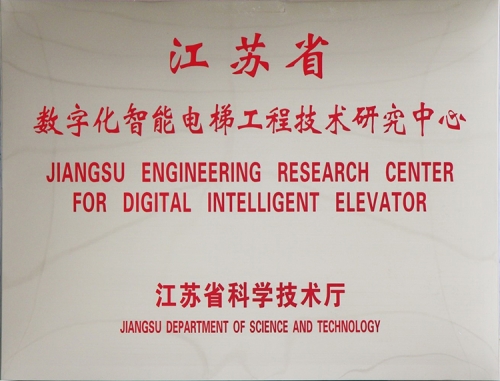 江苏省
数字化智能电梯工程技术研究中心
JIANGSU ENGINEERING RESEARCH CENTER
FOR DIGITAL INTELLIGENT ELEVATOR
江苏省科学技术厅
JIANGSU DEPARTMENT OF SCIENCE AND TECHNOLOGY